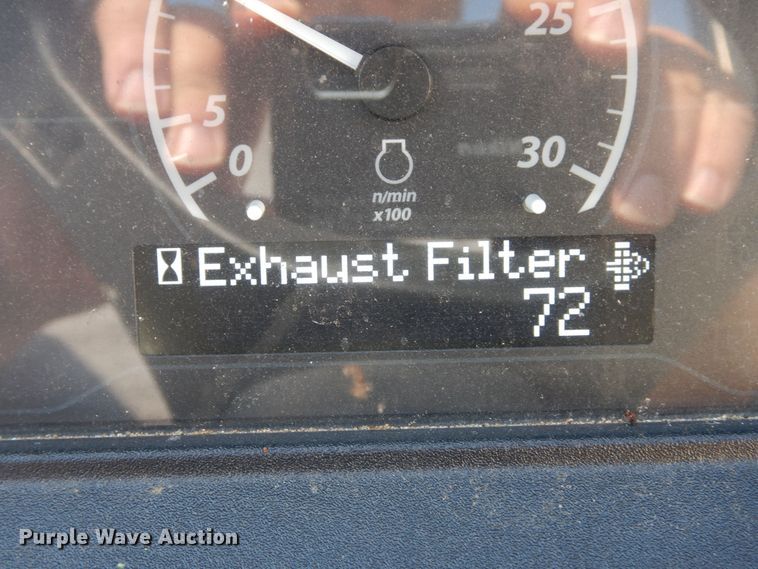 25
5
0
30
n/min
x100
Exhaust Filter
72
Purple Wave Auction